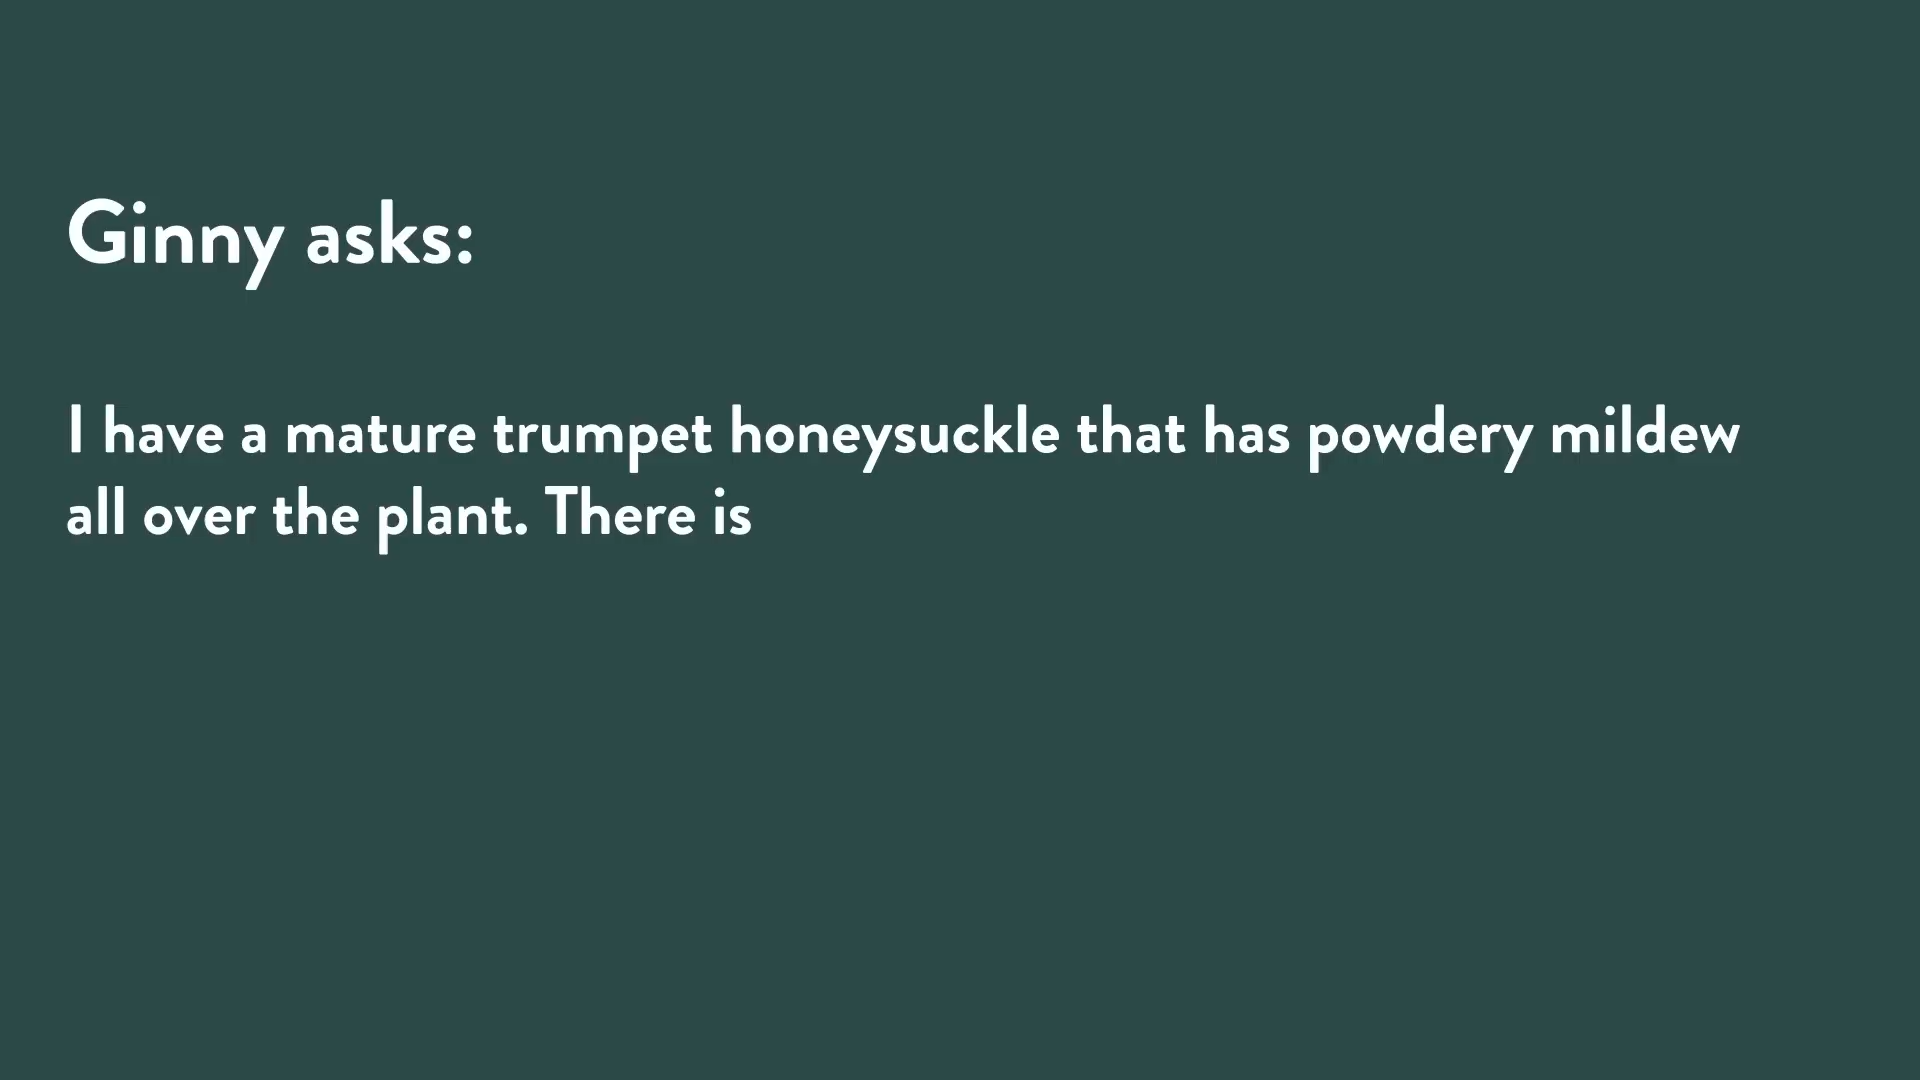 Ginny asks:
I have a mature trumpet honeysuckle that has powdery mildew
all over the plant. There is